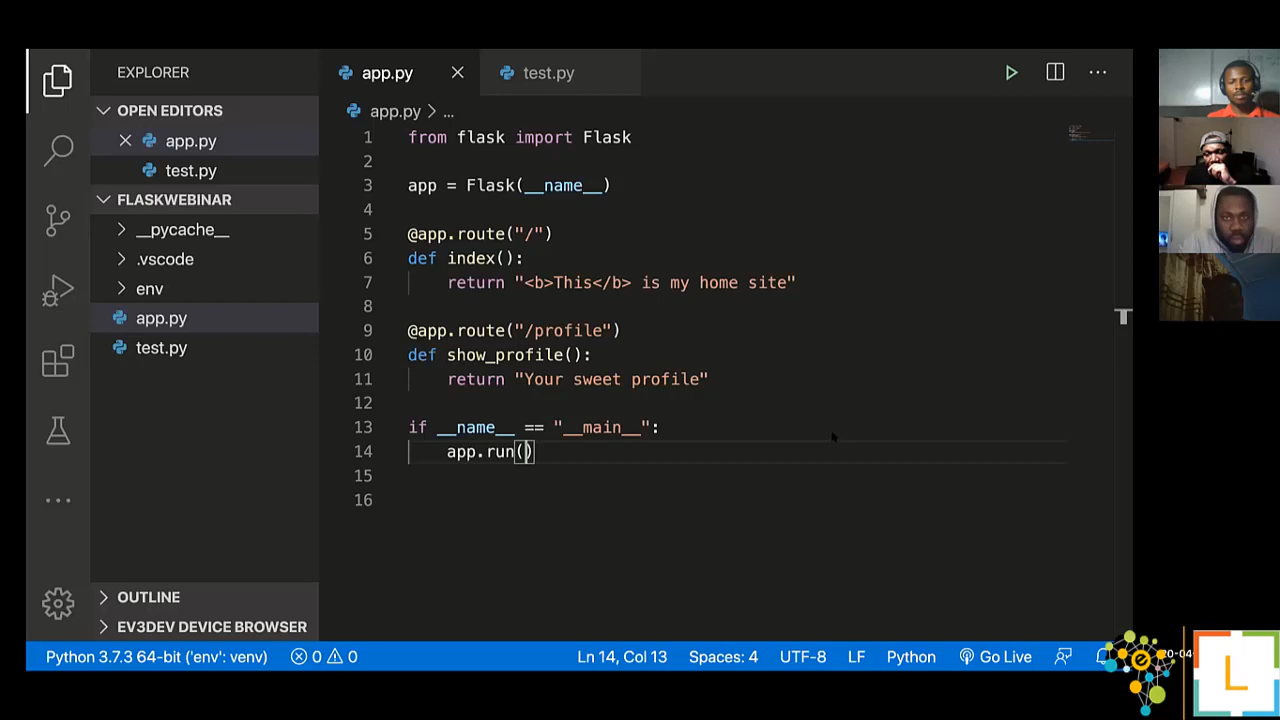 EXPLORER
OPEN EDITORS
app.py
test.py
FLASKWEBINAR
__pycache__
.vscode
env
app.py
test.py
OUTLINE
EV3DEV DEVICE BROWSER
app.py
test.py
app.py > ...
1 from flask import Flask
2
3 app = Flask(__name__)
4
5 @app.route("/")
6 def index():
7 return "<b>This</b> is my home site"
8
9 @app.route("/profile")
10 def show_profile():
11 return "Your sweet profile"
12
13 if __name__ == "__main__":
14 app.run()
15
16
Python 3.7.3 64-bit ('env': venv) 0 0 Ln 14, Col 13 Spaces: 4 UTF-8 LF Python Go Live
L